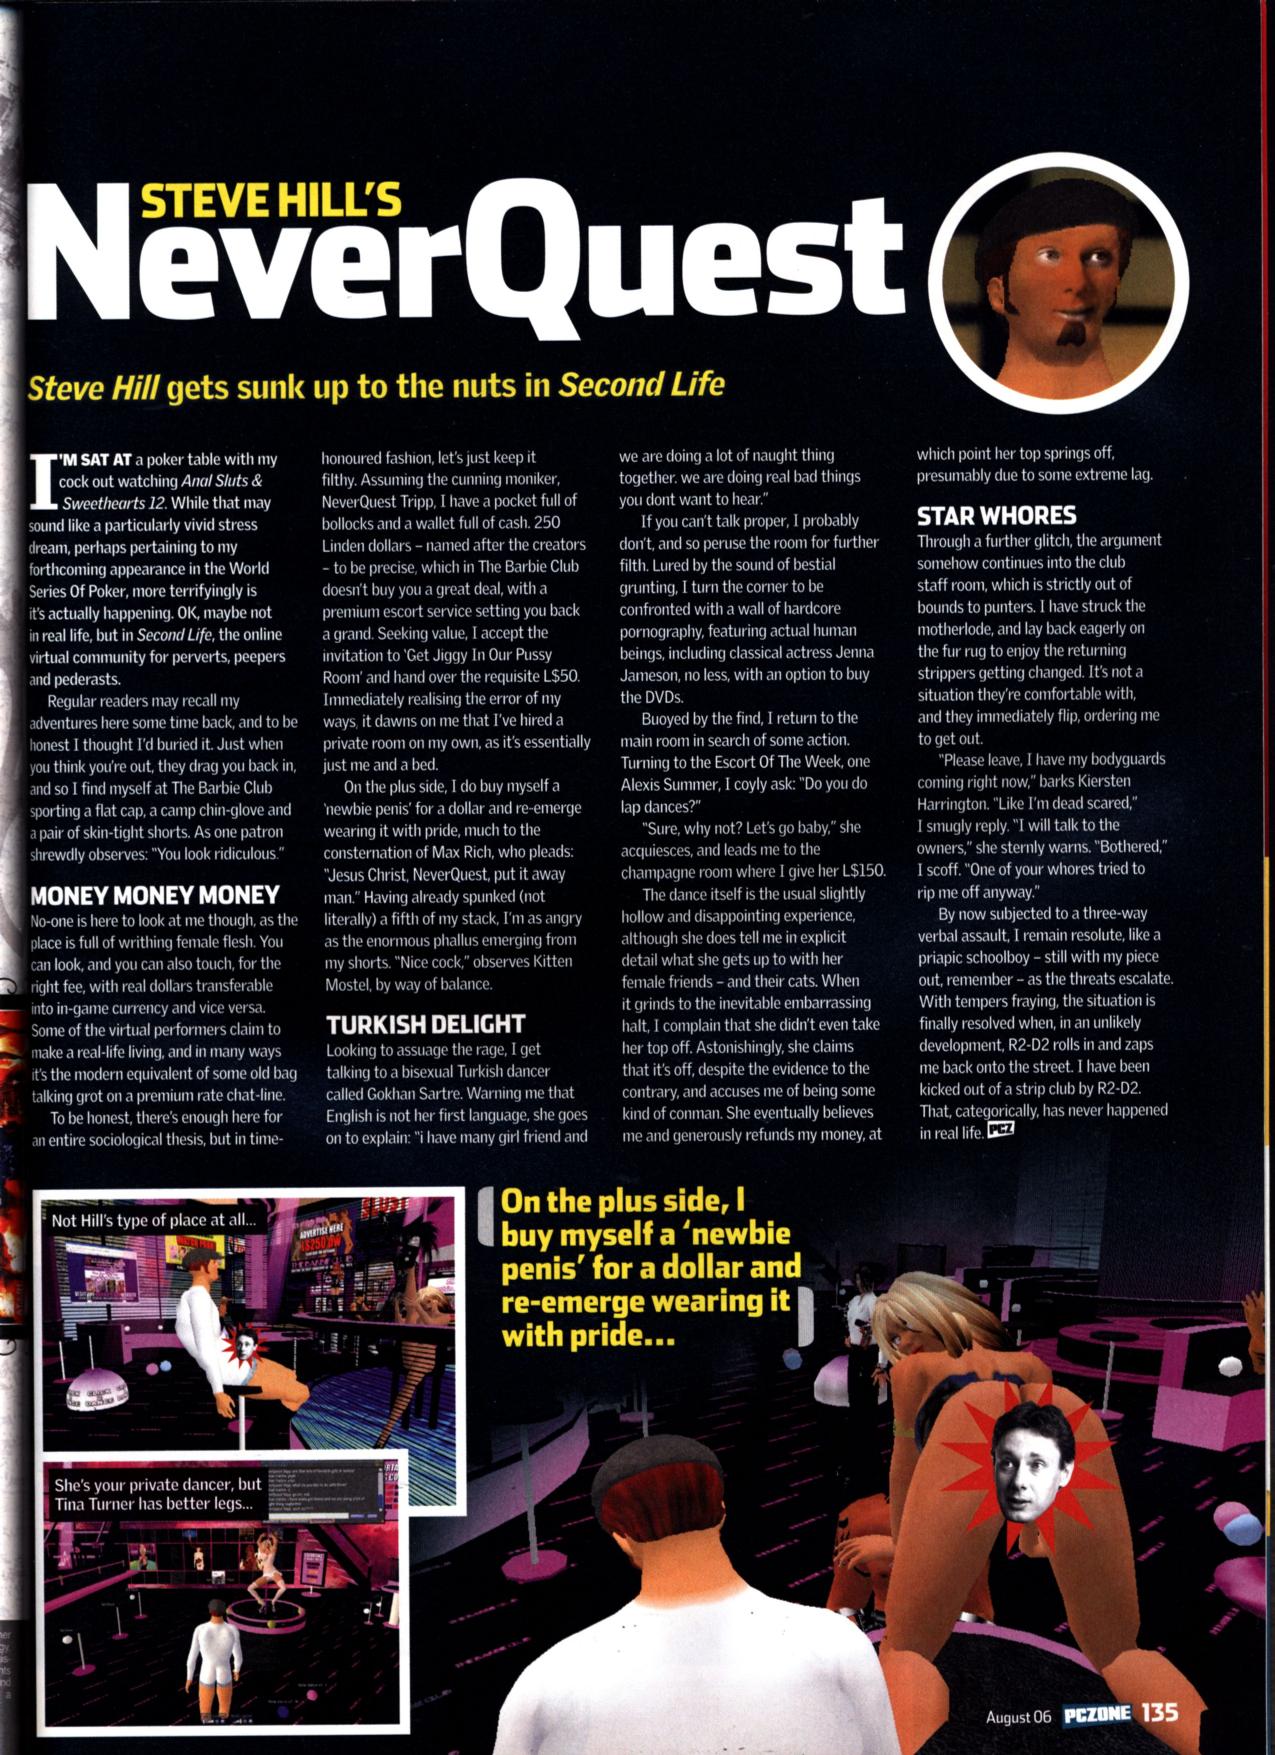 STEVE HILL'S
NeverQuest
Steve Hill gets sunk up to the nuts in Second Life
I'M SAT AT a poker table with my
cock out watching Anal Sluts &
Sweethearts 12. While that may
sound like a particularly vivid stress
dream, perhaps pertaining to my
forthcoming appearance in the World
Series Of Poker, more terrifyingly is
it's actually happening. OK, maybe not
in real life, but in Second Life, the online
virtual community for perverts, peepers
and pederasts.
Regular readers may recall my
adventures here some time back, and to be
honest I thought I'd buried it. Just when
you think you're out, they drag you back in,
and so I find myself at The Barbie Club
sporting a flat cap, a camp chin-glove and
a pair of skin-tight shorts. As one patron
shrewdly observes: "You look ridiculous."
MONEY MONEY MONEY
No-one is here to look at me though, as the
place is full of writhing female flesh. You
can look, and you can also touch, for the
right fee, with real dollars transferable
into in-game currency and vice versa.
Some of the virtual performers claim to
make a real-life living, and in many ways
it's the modern equivalent of some old bag
talking grot on a premium rate chat-line.
To be honest, there's enough here for
an entire sociological thesis, but in time-
honoured fashion, let's just keep it
filthy. Assuming the cunning moniker,
NeverQuest Tripp, I have a pocket full of
bollocks and a wallet full of cash. 250
Linden dollars – named after the creators
– to be precise, which in The Barbie Club
doesn't buy you a great deal, with a
premium escort service setting you back
a grand. Seeking value, I accept the
invitation to 'Get Jiggy In Our Pussy
Room' and hand over the requisite L$50.
Immediately realising the error of my
ways, it dawns on me that I've hired a
private room on my own, as it's essentially
just me and a bed.
On the plus side, I do buy myself a
'newbie penis' for a dollar and re-emerge
wearing it with pride, much to the
consternation of Max Rich, who pleads:
"Jesus Christ, NeverQuest, put it away
man." Having already spunked (not
literally) a fifth of my stack, I'm as angry
as the enormous phallus emerging from
my shorts. "Nice cock," observes Kitten
Mostel, by way of balance.
TURKISH DELIGHT
Looking to assuage the rage, I get
talking to a bisexual Turkish dancer
called Gokhan Sartre. Warning me that
English is not her first language, she goes
on to explain: "i have many girl friend and
we are doing a lot of naught thing
together. we are doing real bad things
you dont want to hear."
If you can't talk proper, I probably
don't, and so peruse the room for further
filth. Lured by the sound of bestial
grunting, I turn the corner to be
confronted with a wall of hardcore
pornography, featuring actual human
beings, including classical actress Jenna
Jameson, no less, with an option to buy
the DVDs.
Buoyed by the find, I return to the
main room in search of some action.
Turning to the Escort Of The Week, one
Alexis Summer, I coyly ask: "Do you do
lap dances?"
"Sure, why not? Let's go baby," she
acquiesces, and leads me to the
champagne room where I give her L$150.
The dance itself is the usual slightly
hollow and disappointing experience,
although she does tell me in explicit
detail what she gets up to with her
female friends – and their cats. When
it grinds to the inevitable embarrassing
halt, I complain that she didn't even take
her top off. Astonishingly, she claims
that it's off, despite the evidence to the
contrary, and accuses me of being some
kind of conman. She eventually believes
me and generously refunds my money, at
which point her top springs off,
presumably due to some extreme lag.
STAR WHORES
Through a further glitch, the argument
somehow continues into the club
staff room, which is strictly out of
bounds to punters. I have struck the
motherlode, and lay back eagerly on
the fur rug to enjoy the returning
strippers getting changed. It's not a
situation they're comfortable with,
and they immediately flip, ordering me
to get out.
"Please leave, I have my bodyguards
coming right now," barks Kiersten
Harrington. "Like I'm dead scared,"
I smugly reply. "I will talk to the
owners," she sternly warns. "Bothered,"
I scoff. "One of your whores tried to
rip me off anyway."
By now subjected to a three-way
verbal assault, I remain resolute, like a
priapic schoolboy – still with my piece
out, remember – as the threats escalate.
With tempers fraying, the situation is
finally resolved when, in an unlikely
development, R2-D2 rolls in and zaps
me back onto the street. I have been
kicked out of a strip club by R2-D2.
That, categorically, has never happened
in real life. PCZ
Not Hill's type of place at all...
ADVERTISE HERE
L$250
She's your private dancer, but
Tina Turner has better legs...
On the plus side, I
buy myself a 'newbie
penis' for a dollar and
re-emerge wearing it
with pride...
August 06 PCZONE 135